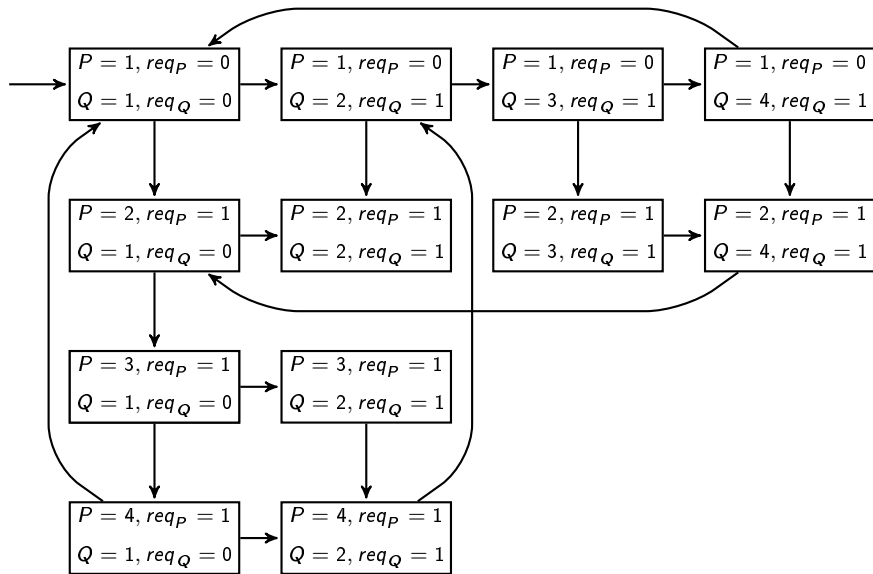 P = 1, req_P = 0
Q = 1, req_Q = 0
P = 1, req_P = 0
Q = 2, req_Q = 1
P = 1, req_P = 0
Q = 3, req_Q = 1
P = 1, req_P = 0
Q = 4, req_Q = 1
P = 2, req_P = 1
Q = 1, req_Q = 0
P = 2, req_P = 1
Q = 2, req_Q = 1
P = 2, req_P = 1
Q = 3, req_Q = 1
P = 2, req_P = 1
Q = 4, req_Q = 1
P = 3, req_P = 1
Q = 1, req_Q = 0
P = 3, req_P = 1
Q = 2, req_Q = 1
P = 4, req_P = 1
Q = 1, req_Q = 0
P = 4, req_P = 1
Q = 2, req_Q = 1